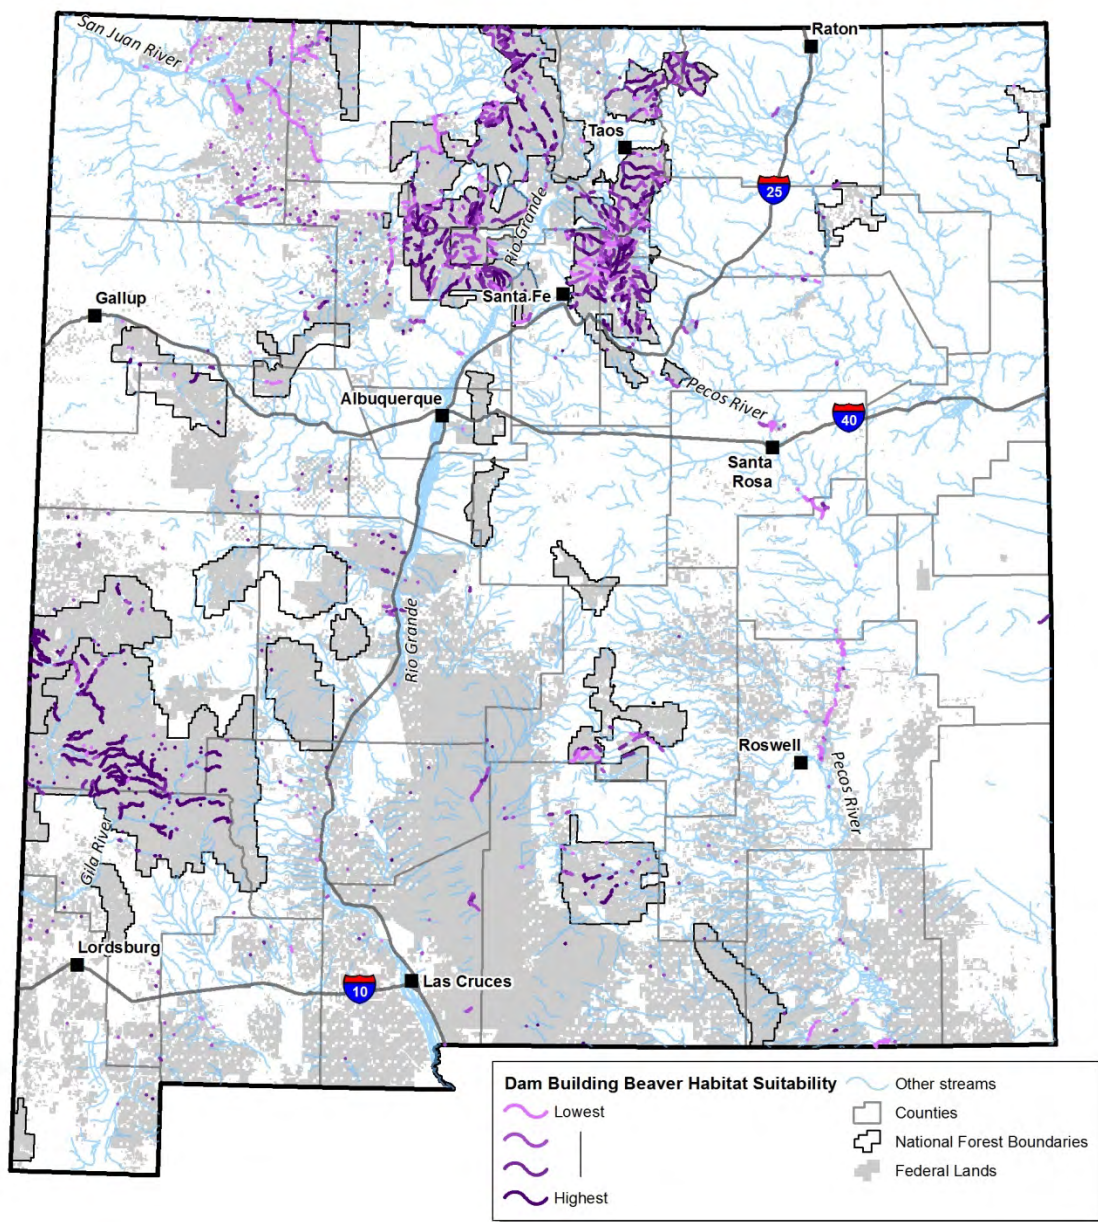 San Juan River
Raton
Taos
25
Rio Grande
Santa Fe
Gallup
Pecos River
Albuquerque
40
Santa
Rosa
Rio Grande
Roswell
Pecos River
Gila River
Lordsburg
10
Las Cruces
Dam Building Beaver Habitat Suitability
Lowest
Highest
Other streams
Counties
National Forest Boundaries
Federal Lands